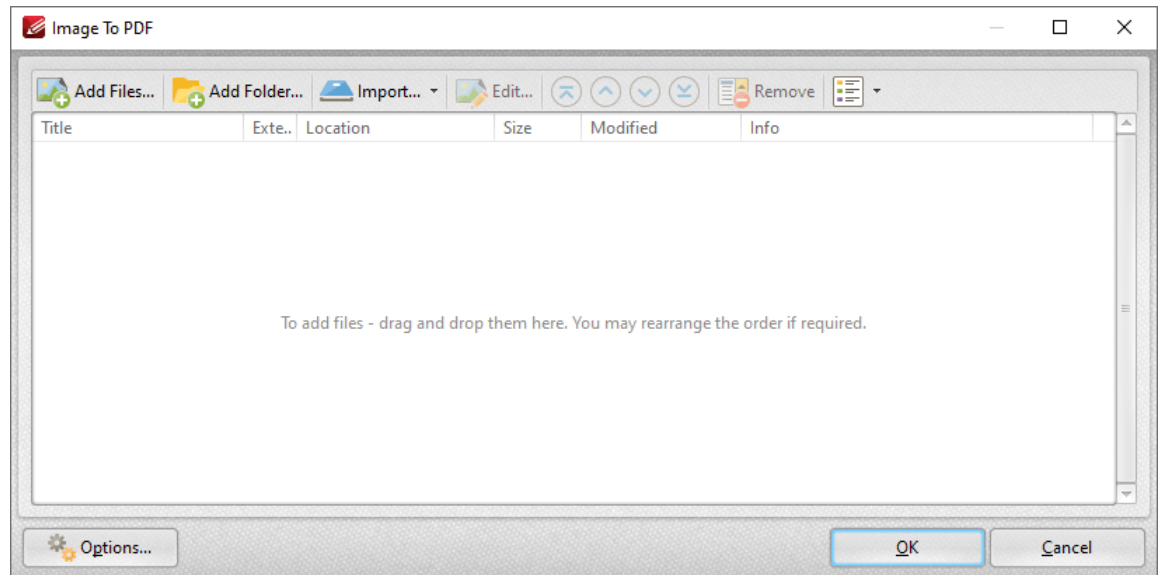 Image To PDF
Add Files... Add Folder... Import... Edit... Remove
Title Exte.. Location Size Modified Info
To add files - drag and drop them here. You may rearrange the order if required.
Options... OK Cancel